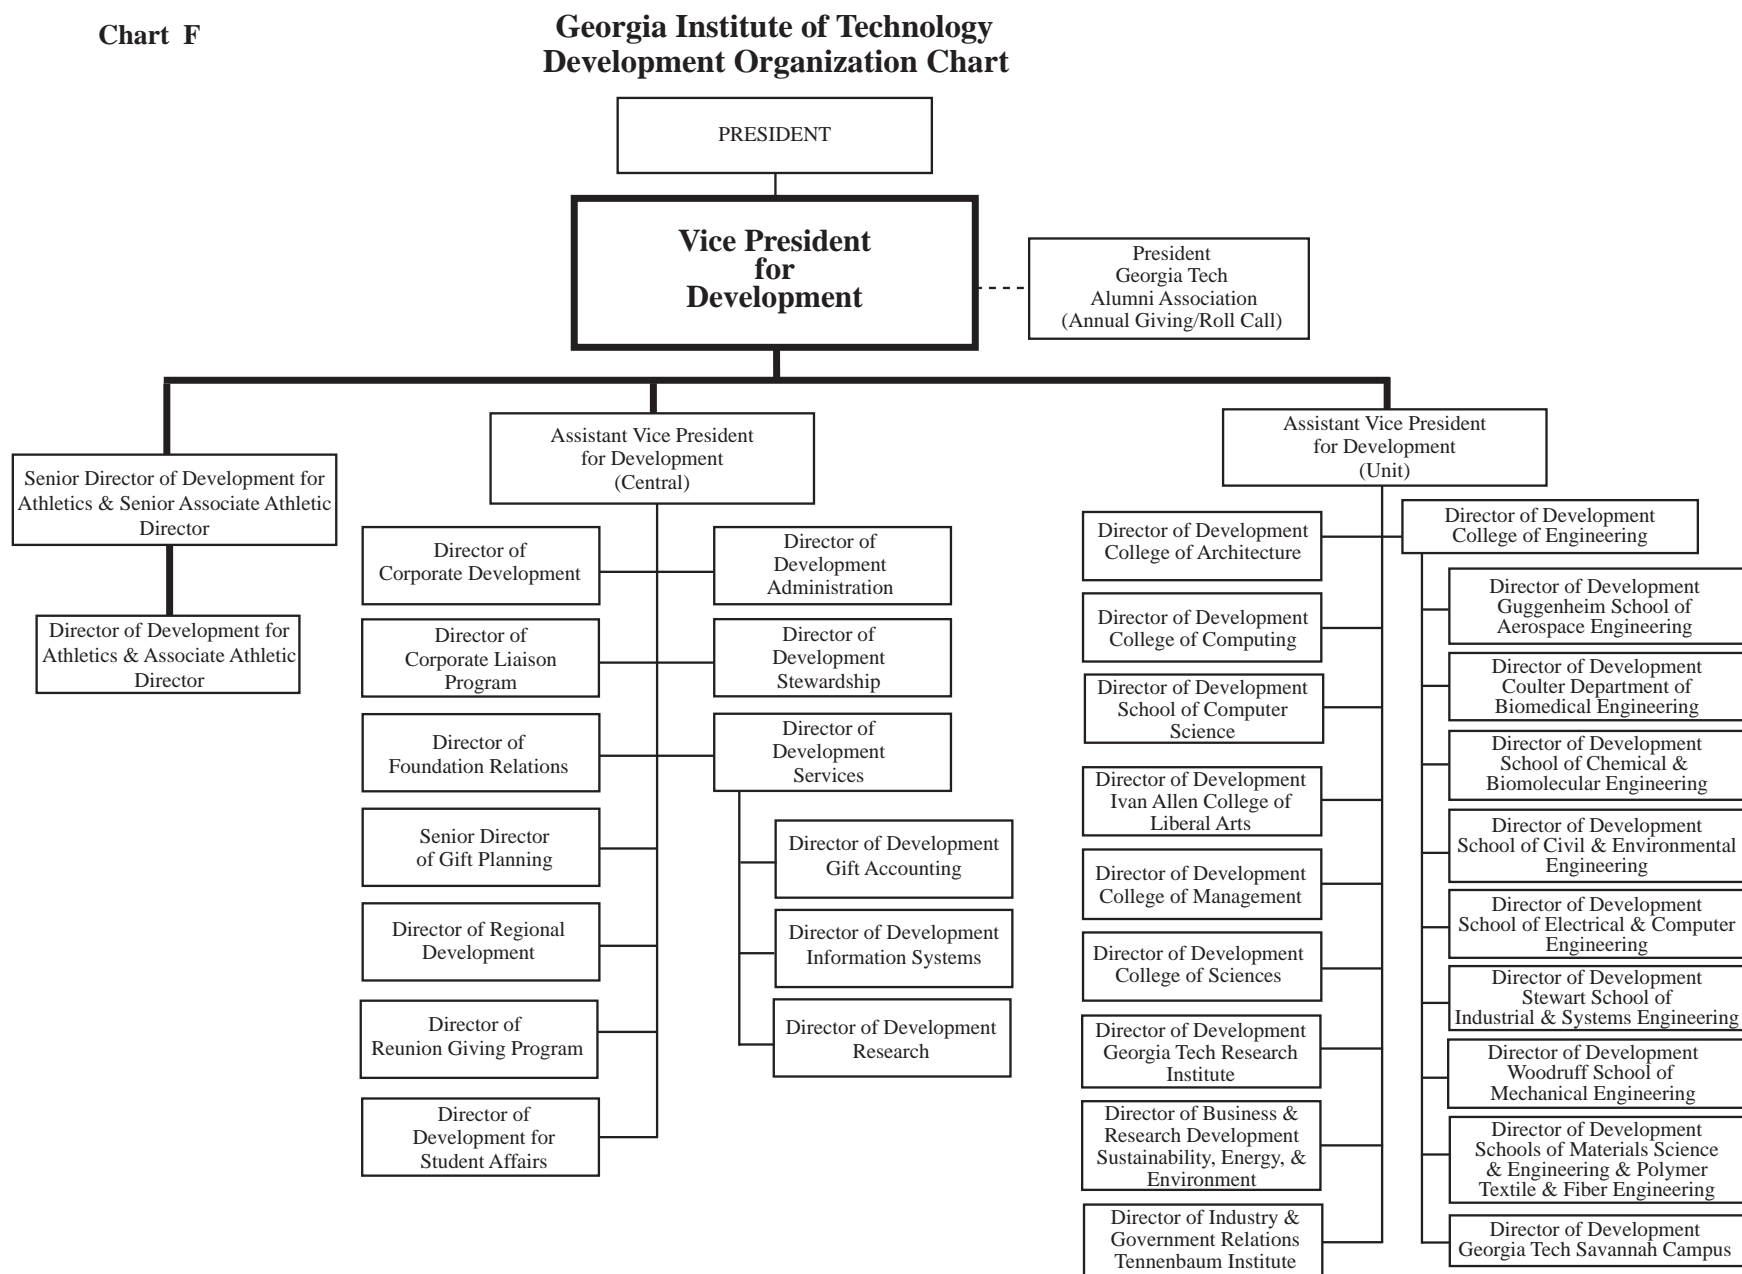 Chart F
Georgia Institute of Technology
Development Organization Chart
PRESIDENT
Vice President
for
Development
President
Georgia Tech
Alumni Association
(Annual Giving/Roll Call)
Senior Director of Development for
Athletics & Senior Associate Athletic
Director
Director of Development for
Athletics & Associate Athletic
Director
Assistant Vice President
for Development
(Central)
Director of
Corporate Development
Director of
Corporate Liaison
Program
Director of
Foundation Relations
Senior Director
of Gift Planning
Director of Regional
Development
Director of
Reunion Giving Program
Director of
Development for
Student Affairs
Director of
Development
Administration
Director of
Development
Stewardship
Director of
Development
Services
Director of Development
Gift Accounting
Director of Development
Information Systems
Director of Development
Research
Assistant Vice President
for Development
(Unit)
Director of Development
College of Architecture
Director of Development
College of Computing
Director of Development
School of Computer
Science
Director of Development
Ivan Allen College of
Liberal Arts
Director of Development
College of Management
Director of Development
College of Sciences
Director of Development
Georgia Tech Research
Institute
Director of Business &
Research Development
Sustainability, Energy, &
Environment
Director of Industry &
Government Relations
Tennenbaum Institute
Director of Development
College of Engineering
Director of Development
Guggenheim School of
Aerospace Engineering
Director of Development
Coulter Department of
Biomedical Engineering
Director of Development
School of Chemical &
Biomolecular Engineering
Director of Development
School of Civil & Environmental
Engineering
Director of Development
School of Electrical & Computer
Engineering
Director of Development
Stewart School of
Industrial & Systems Engineering
Director of Development
Woodruff School of
Mechanical Engineering
Director of Development
Schools of Materials Science
& Engineering & Polymer
Textile & Fiber Engineering
Director of Development
Georgia Tech Savannah Campus